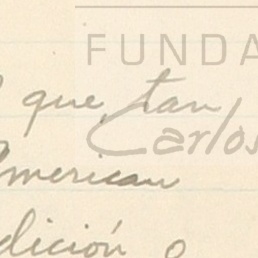 FUNDA
que tan
Carlos
American
dición o